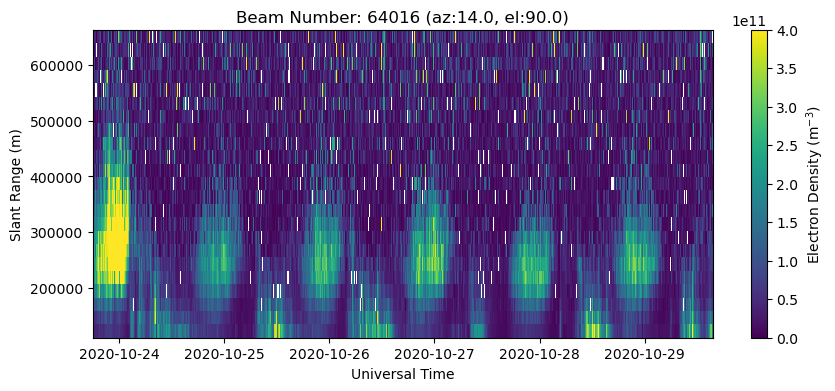 Beam Number: 64016 (az:14.0, el:90.0)
1e11
4.0
3.5
3.0
2.5
2.0
1.5
1.0
0.5
0.0
Electron Density (m⁻³)
600000
500000
400000
300000
200000
Slant Range (m)
2020-10-24 2020-10-25 2020-10-26 2020-10-27 2020-10-28 2020-10-29
Universal Time